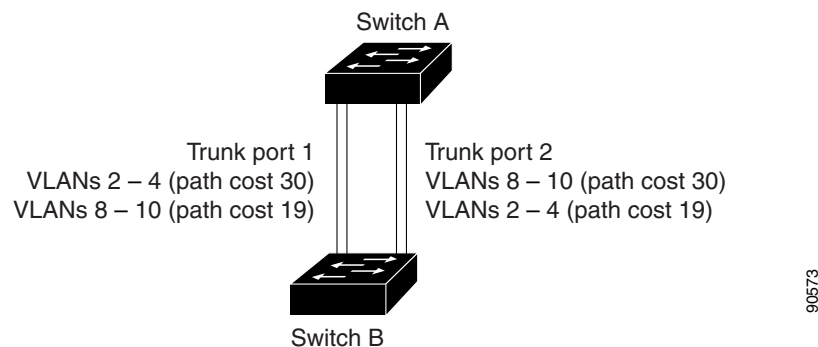 Switch A
Trunk port 1
VLANs 2 – 4 (path cost 30)
VLANs 8 – 10 (path cost 19)
Trunk port 2
VLANs 8 – 10 (path cost 30)
VLANs 2 – 4 (path cost 19)
90573
Switch B